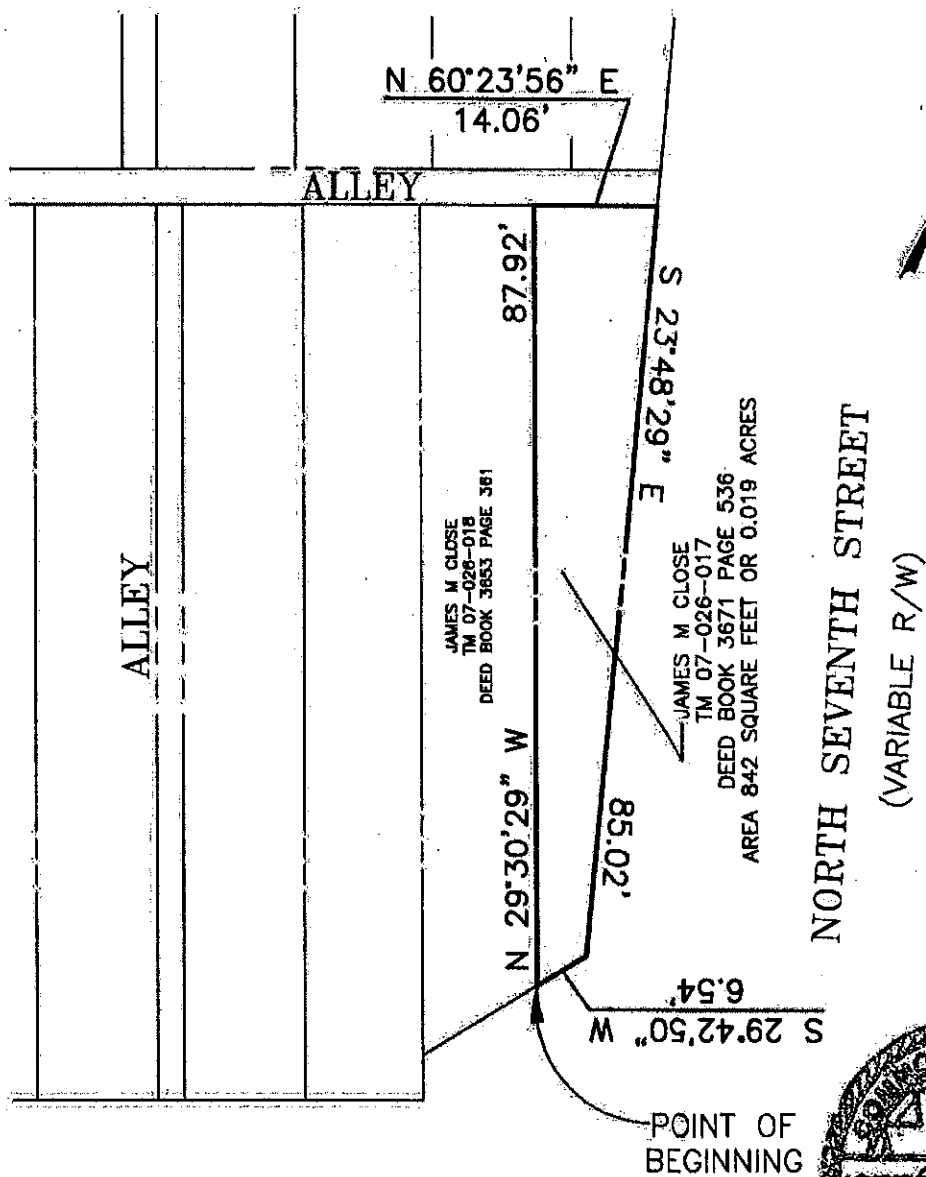 N 60°23'56" E
14.06'
ALLEY
87.92'
S 23°48'29" E
JAMES M CLOSE
TM 07-026-018
DEED BOOK 3653 PAGE 361
JAMES M CLOSE
TM 07-026-017
DEED BOOK 3671 PAGE 536
AREA 842 SQUARE FEET OR 0.019 ACRES
NORTH SEVENTH STREET
(VARIABLE R/W)
ALLEY
N 29°30'29" W
85.02'
S 29°42'50" W
6.54'
POINT OF
BEGINNING